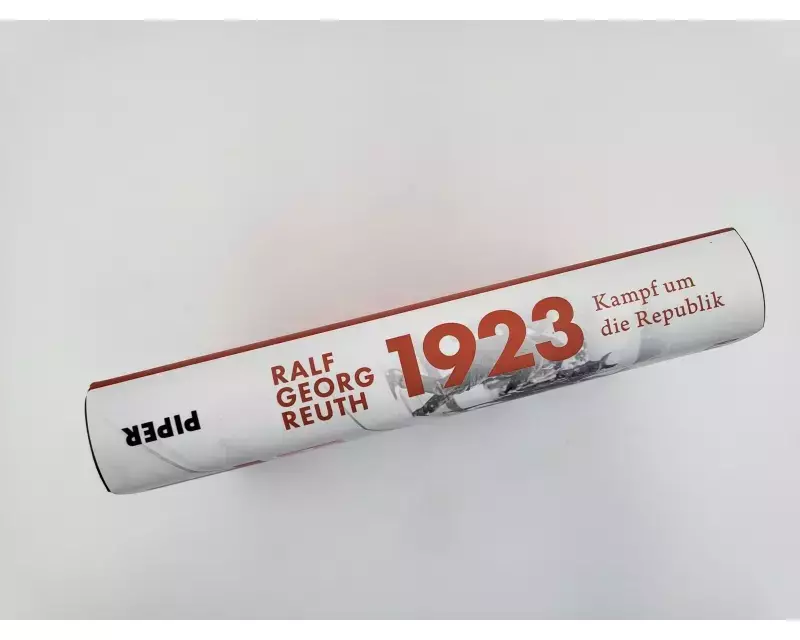 PIPER
RALF
GEORG
REUTH
1923
Kampf um
die Republik